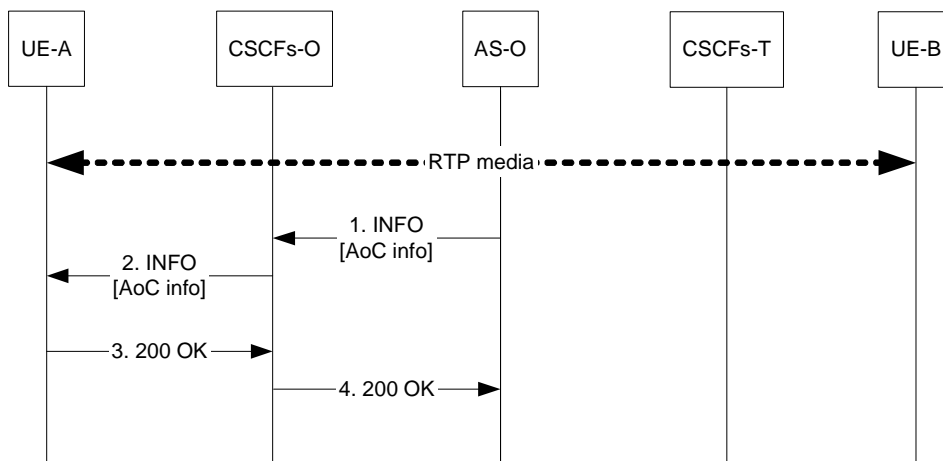 UE-A
CSCFs-O
AS-O
CSCFs-T
UE-B
RTP media
1. INFO
[AoC info]
2. INFO
[AoC info]
3. 200 OK
4. 200 OK